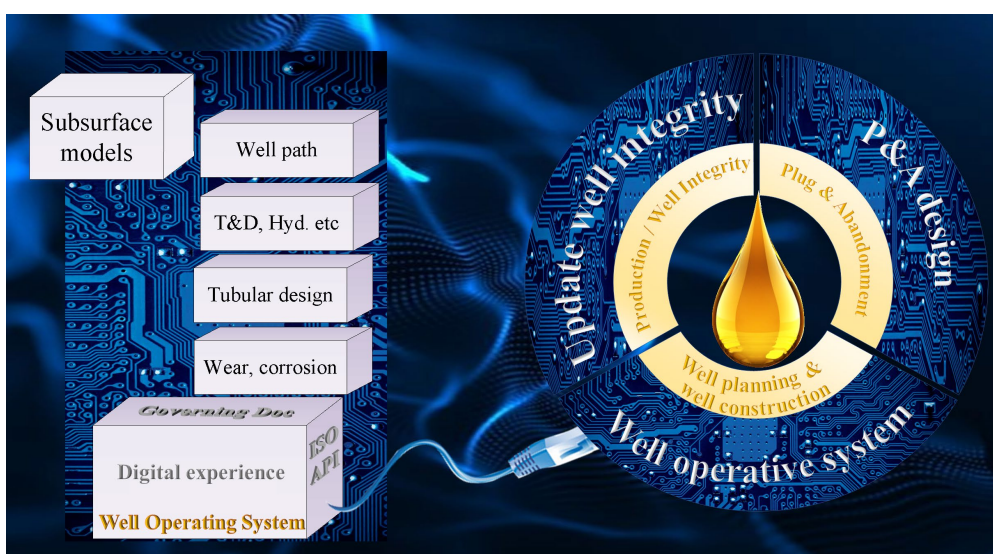 Subsurface
models
Well path
T&D, Hyd. etc
Tubular design
Wear, corrosion
Governing Doc
ISO
API
Digital experience
Well Operating System
Update well integrity
P&A design
Well operative system
Production / Well Integrity
Plug & Abandonment
Well planning &
well construction